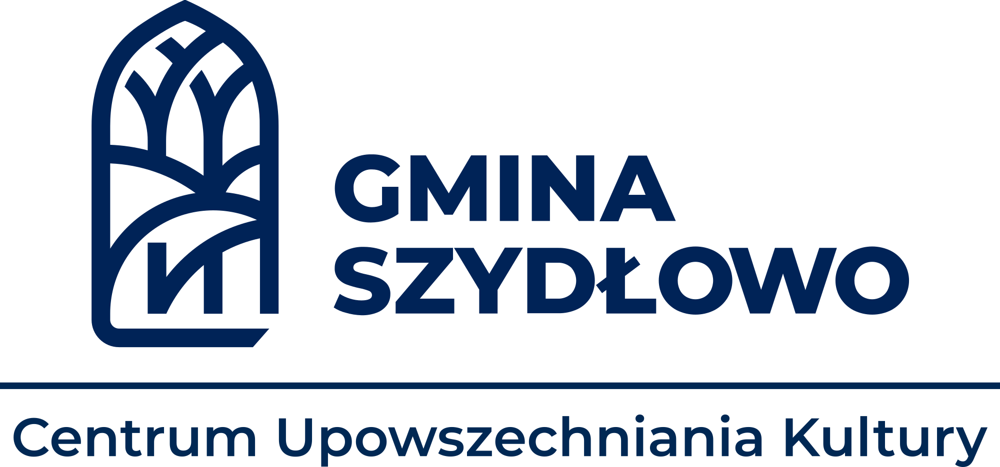 GMINA
SZYDŁOWO
Centrum Upowszechniania Kultury